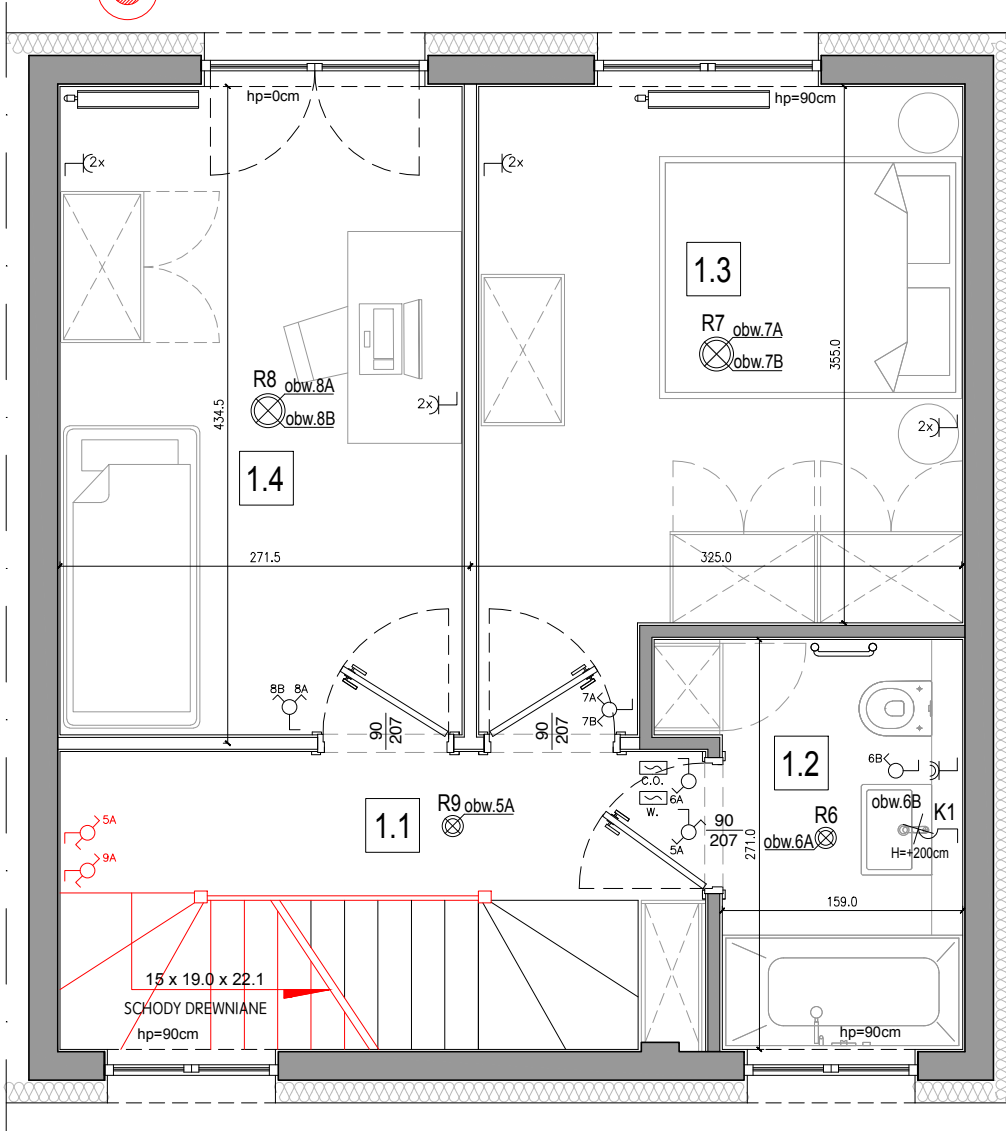 hp=0cm
hp=90cm
2x
2x
1.3
R7 obw.7A
obw.7B
355.0
R8 obw.8A
obw.8B
434.5
2x
2x
1.4
271.5
325.0
8B 8A
7A
7B
90
207
90
207
1.2
C.O.
6A
W.
5A
90
207
6B
obw.6B
K1
R6
obw.6A
H=+200cm
271.0
1.1
R9 obw.5A
5A
9A
159.0
15 x 19.0 x 22.1
SCHODY DREWNIANE
hp=90cm
hp=90cm